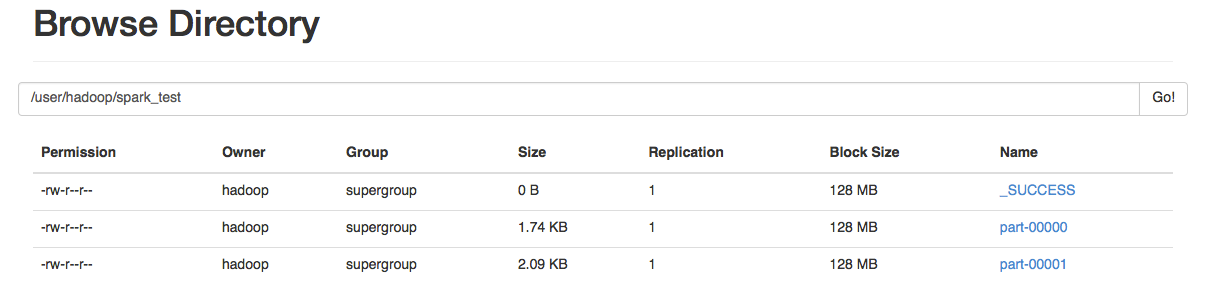 Browse Directory
/user/hadoop/spark_test Go!
Permission Owner Group Size Replication Block Size Name
-rw-r--r-- hadoop supergroup 0 B 1 128 MB _SUCCESS
-rw-r--r-- hadoop supergroup 1.74 KB 1 128 MB part-00000
-rw-r--r-- hadoop supergroup 2.09 KB 1 128 MB part-00001